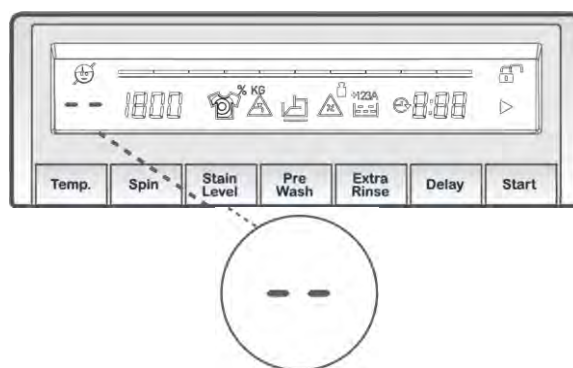 % KG 123A
-- 1800 8:88
Temp. Spin Stain Level Pre Wash Extra Rinse Delay Start
--